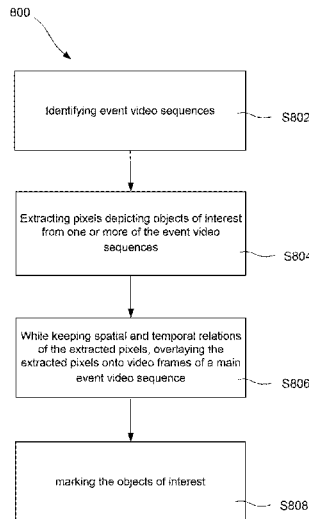 800
Identifying event video sequences
S802
Extracting pixels depicting objects of interest
from one or more of the event video
sequences
S804
While keeping spatial and temporal relations
of the extracted pixels, overlaying the
extracted pixels onto video frames of a main
event video sequence
S806
marking the objects of interest
S808